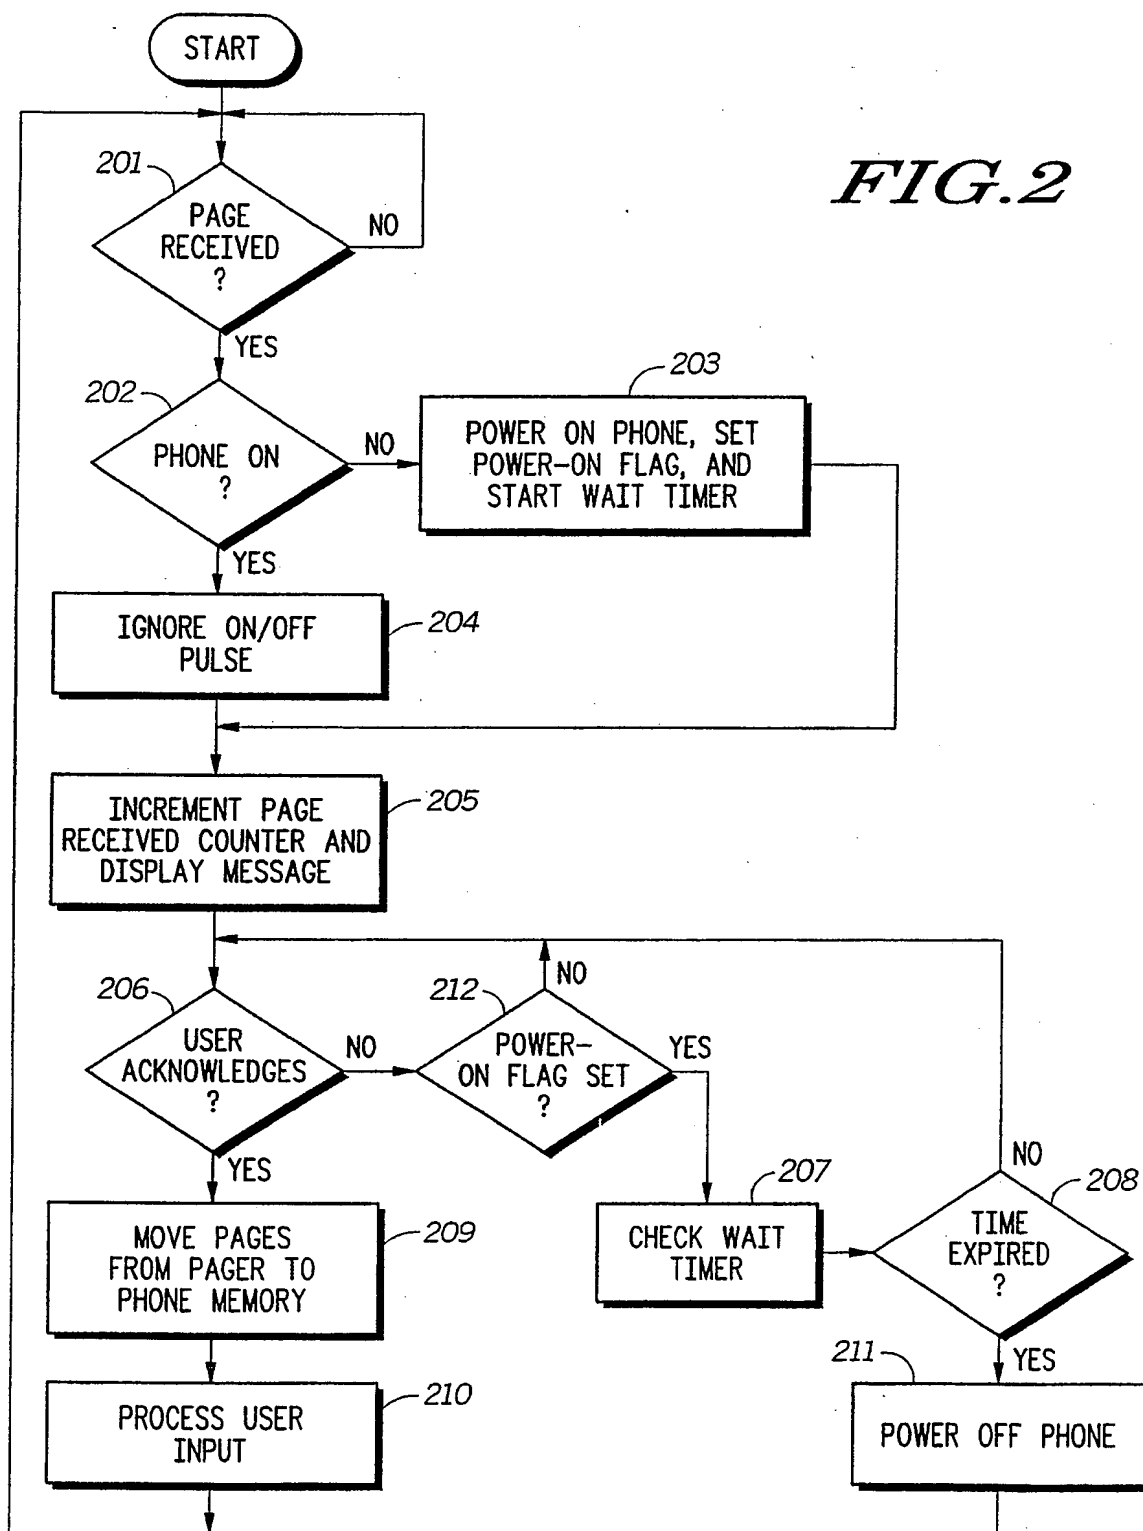 START
FIG.2
201
PAGE
RECEIVED
?
NO
YES
202
PHONE ON
?
NO
YES
203
POWER ON PHONE, SET
POWER-ON FLAG, AND
START WAIT TIMER
204
IGNORE ON/OFF
PULSE
205
INCREMENT PAGE
RECEIVED COUNTER AND
DISPLAY MESSAGE
206
USER
ACKNOWLEDGES
?
NO
YES
212
POWER-
ON FLAG SET
?
NO
YES
207
CHECK WAIT
TIMER
208
TIME
EXPIRED
?
NO
YES
209
MOVE PAGES
FROM PAGER TO
PHONE MEMORY
210
PROCESS USER
INPUT
211
POWER OFF PHONE